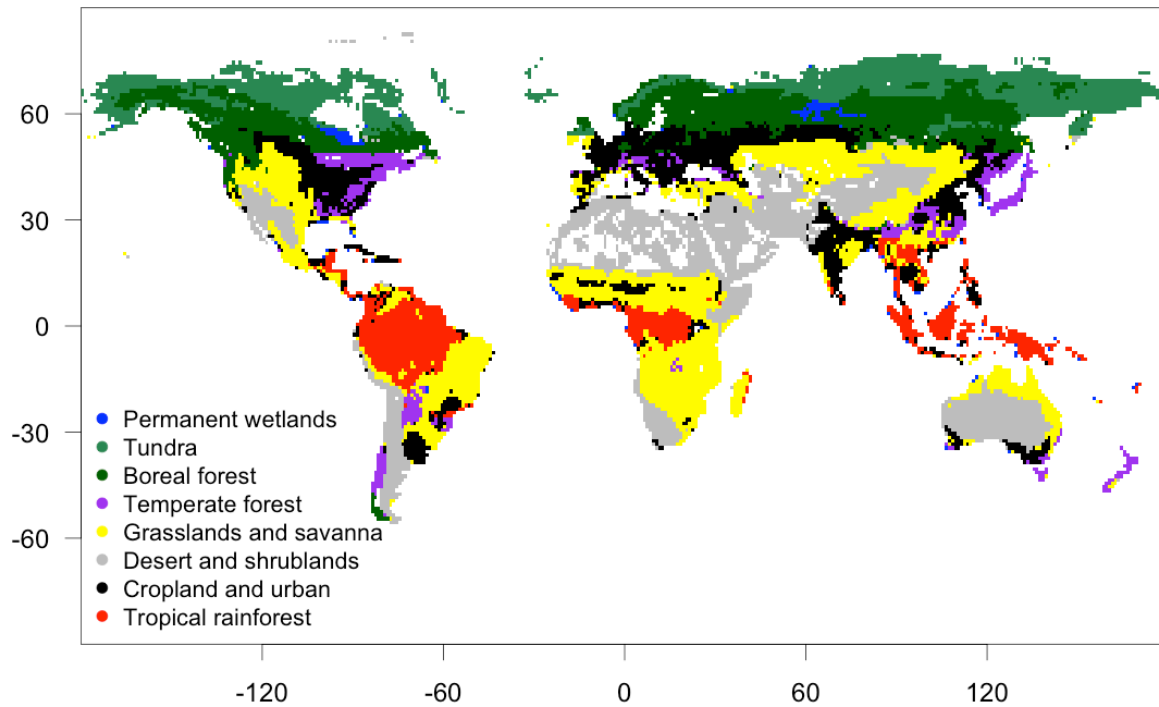 60
30
0
-30
-60
Permanent wetlands
Tundra
Boreal forest
Temperate forest
Grasslands and savanna
Desert and shrublands
Cropland and urban
Tropical rainforest
-120 -60 0 60 120